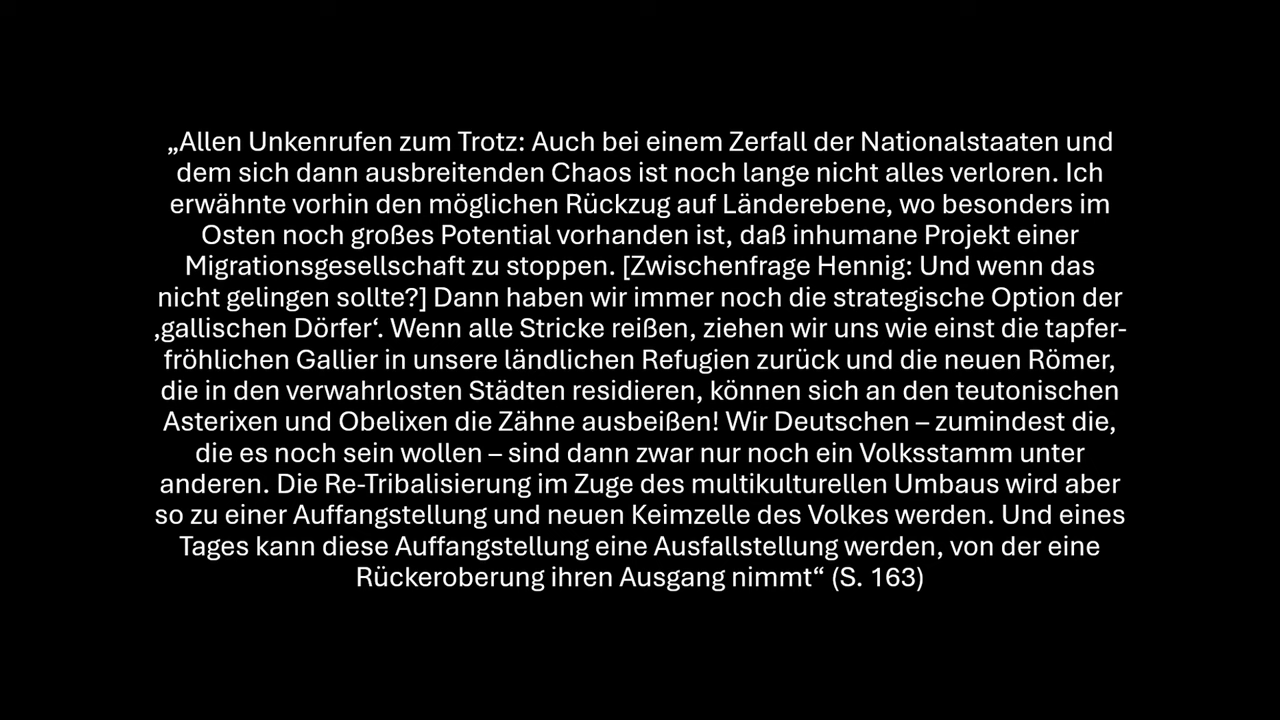 „Allen Unkenrufen zum Trotz: Auch bei einem Zerfall der Nationalstaaten und
dem sich dann ausbreitenden Chaos ist noch lange nicht alles verloren. Ich
erwähnte vorhin den möglichen Rückzug auf Länderebene, wo besonders im
Osten noch großes Potential vorhanden ist, daß inhumane Projekt einer
Migrationsgesellschaft zu stoppen. [Zwischenfrage Hennig: Und wenn das
nicht gelingen sollte?] Dann haben wir immer noch die strategische Option der
‚gallischen Dörfer‘. Wenn alle Stricke reißen, ziehen wir uns wie einst die tapfer-
fröhlichen Gallier in unsere ländlichen Refugien zurück und die neuen Römer,
die in den verwahrlosten Städten residieren, können sich an den teutonischen
Asterixen und Obelixen die Zähne ausbeißen! Wir Deutschen – zumindest die,
die es noch sein wollen – sind dann zwar nur noch ein Volksstamm unter
anderen. Die Re-Tribalisierung im Zuge des multikulturellen Umbaus wird aber
so zu einer Auffangstellung und neuen Keimzelle des Volkes werden. Und eines
Tages kann diese Auffangstellung eine Ausfallstellung werden, von der eine
Rückeroberung ihren Ausgang nimmt“ (S. 163)